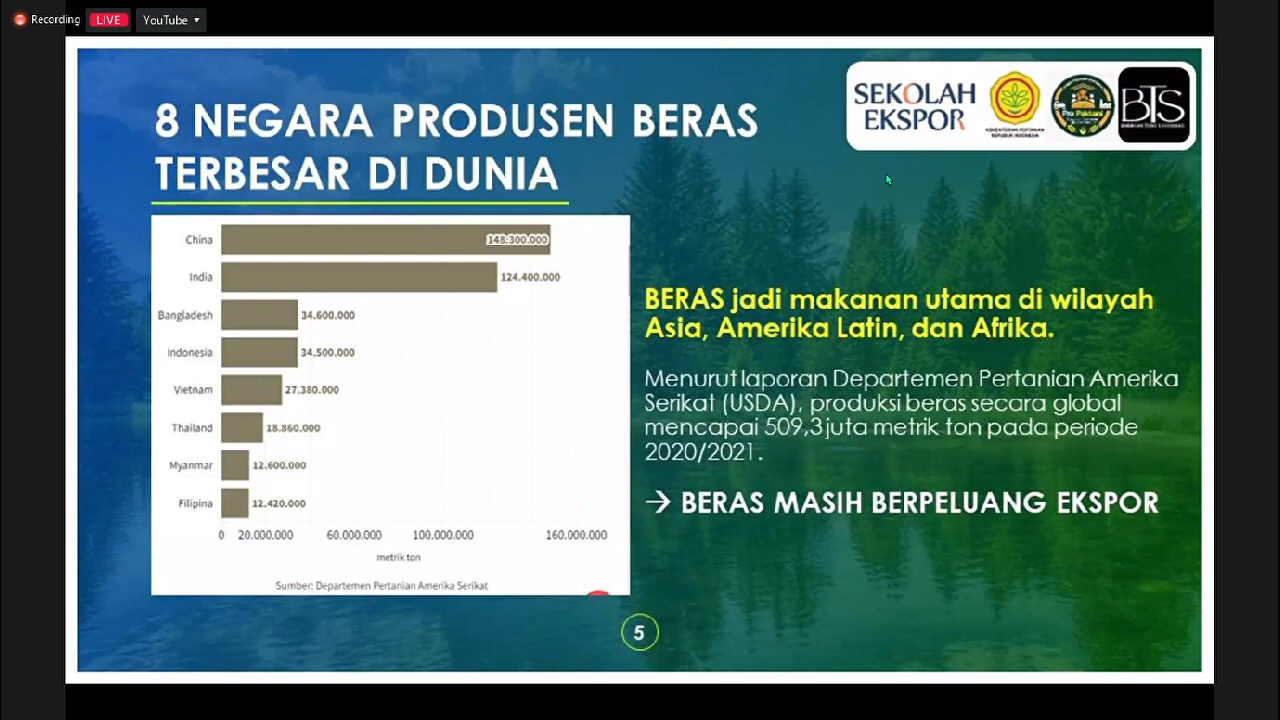 Recording LIVE YouTube
8 NEGARA PRODUSEN BERAS
TERBESAR DI DUNIA
SEKOLAH
EKSPOR
KEMENTERIAN PERTANIAN
REPUBLIK INDONESIA
BTS
China 148.300.000
India 124.400.000
Bangladesh 34.600.000
Indonesia 34.500.000
Vietnam 27.380.000
Thailand 18.860.000
Myanmar 12.600.000
Filipina 12.420.000
0 20.000.000 60.000.000 100.000.000 160.000.000
metrik ton
Sumber: Departemen Pertanian Amerika Serikat
BERAS jadi makanan utama di wilayah
Asia, Amerika Latin, dan Afrika.
Menurut laporan Departemen Pertanian Amerika
Serikat (USDA), produksi beras secara global
mencapai 509,3 juta metrik ton pada periode
2020/2021.
→ BERAS MASIH BERPELUANG EKSPOR
5